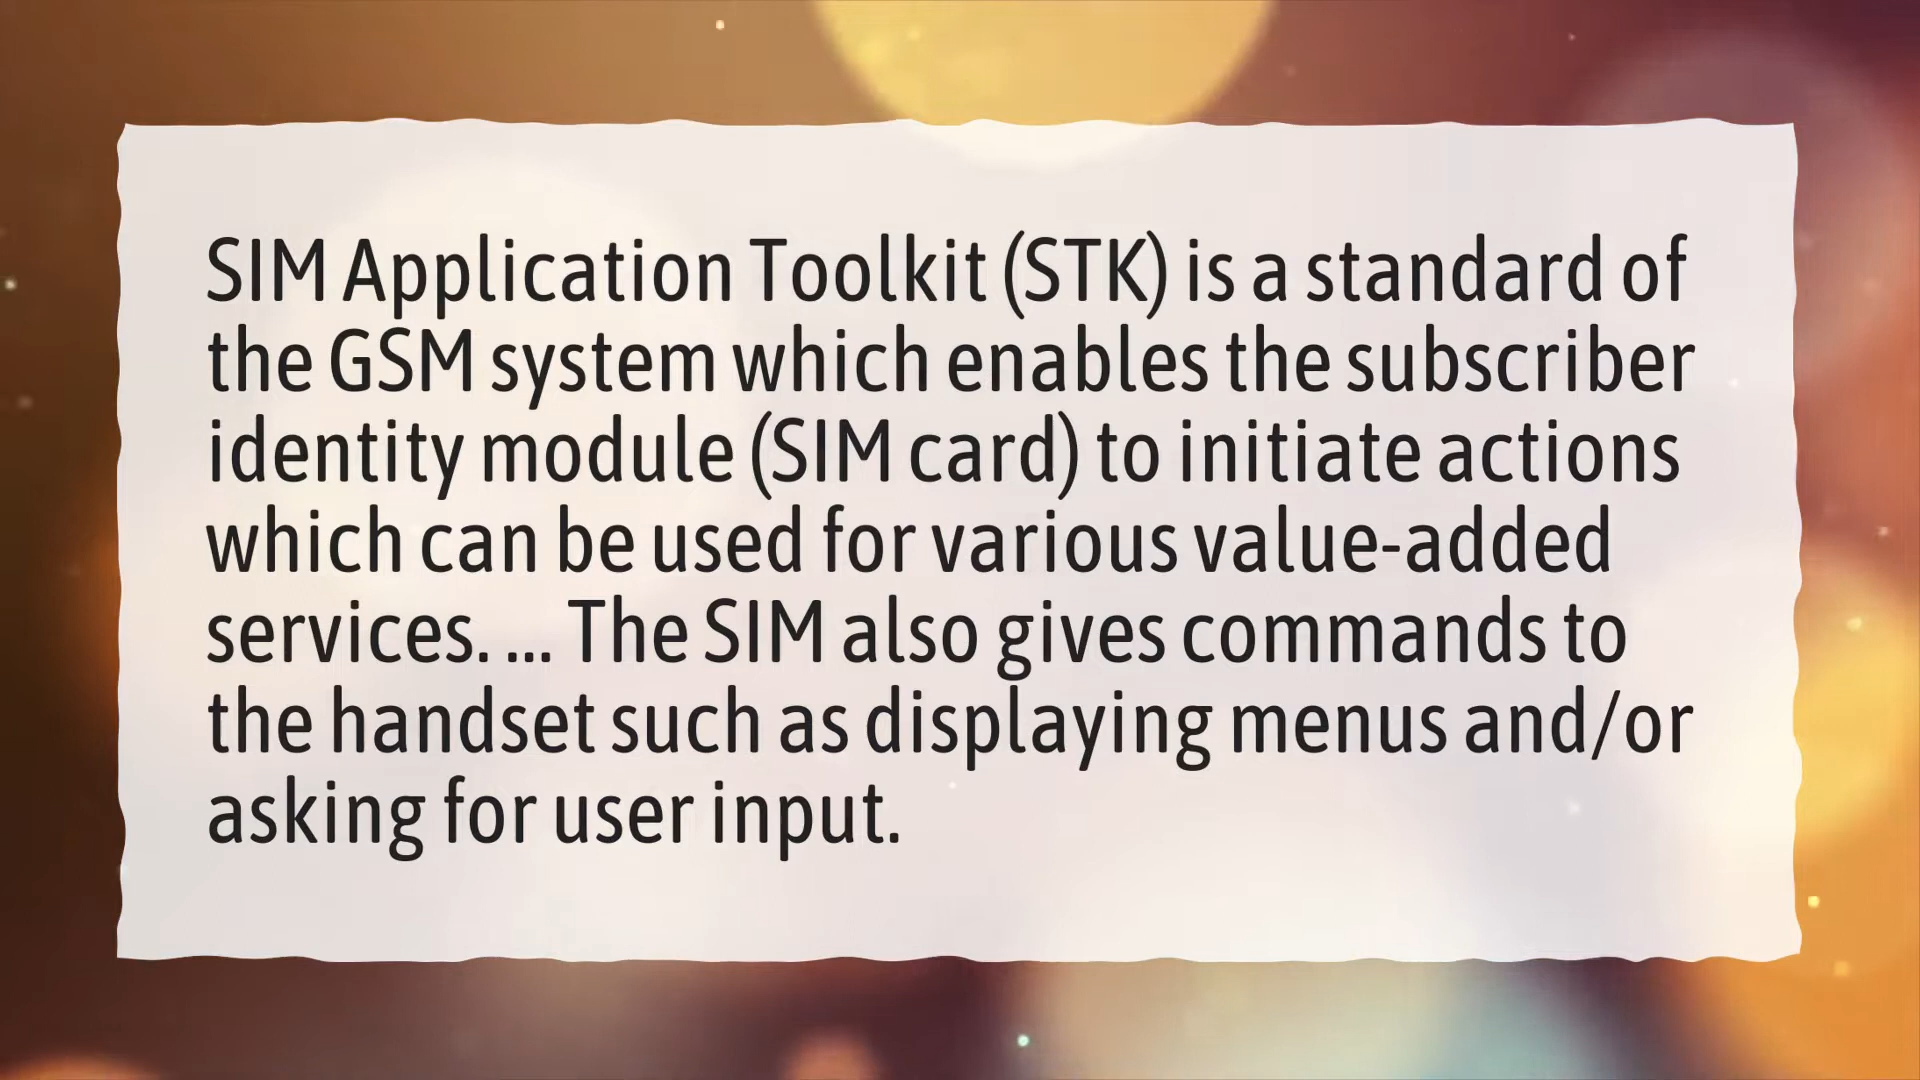 SIM Application Toolkit (STK) is a standard of
the GSM system which enables the subscriber
identity module (SIM card) to initiate actions
which can be used for various value-added
services. ... The SIM also gives commands to
the handset such as displaying menus and/or
asking for user input.